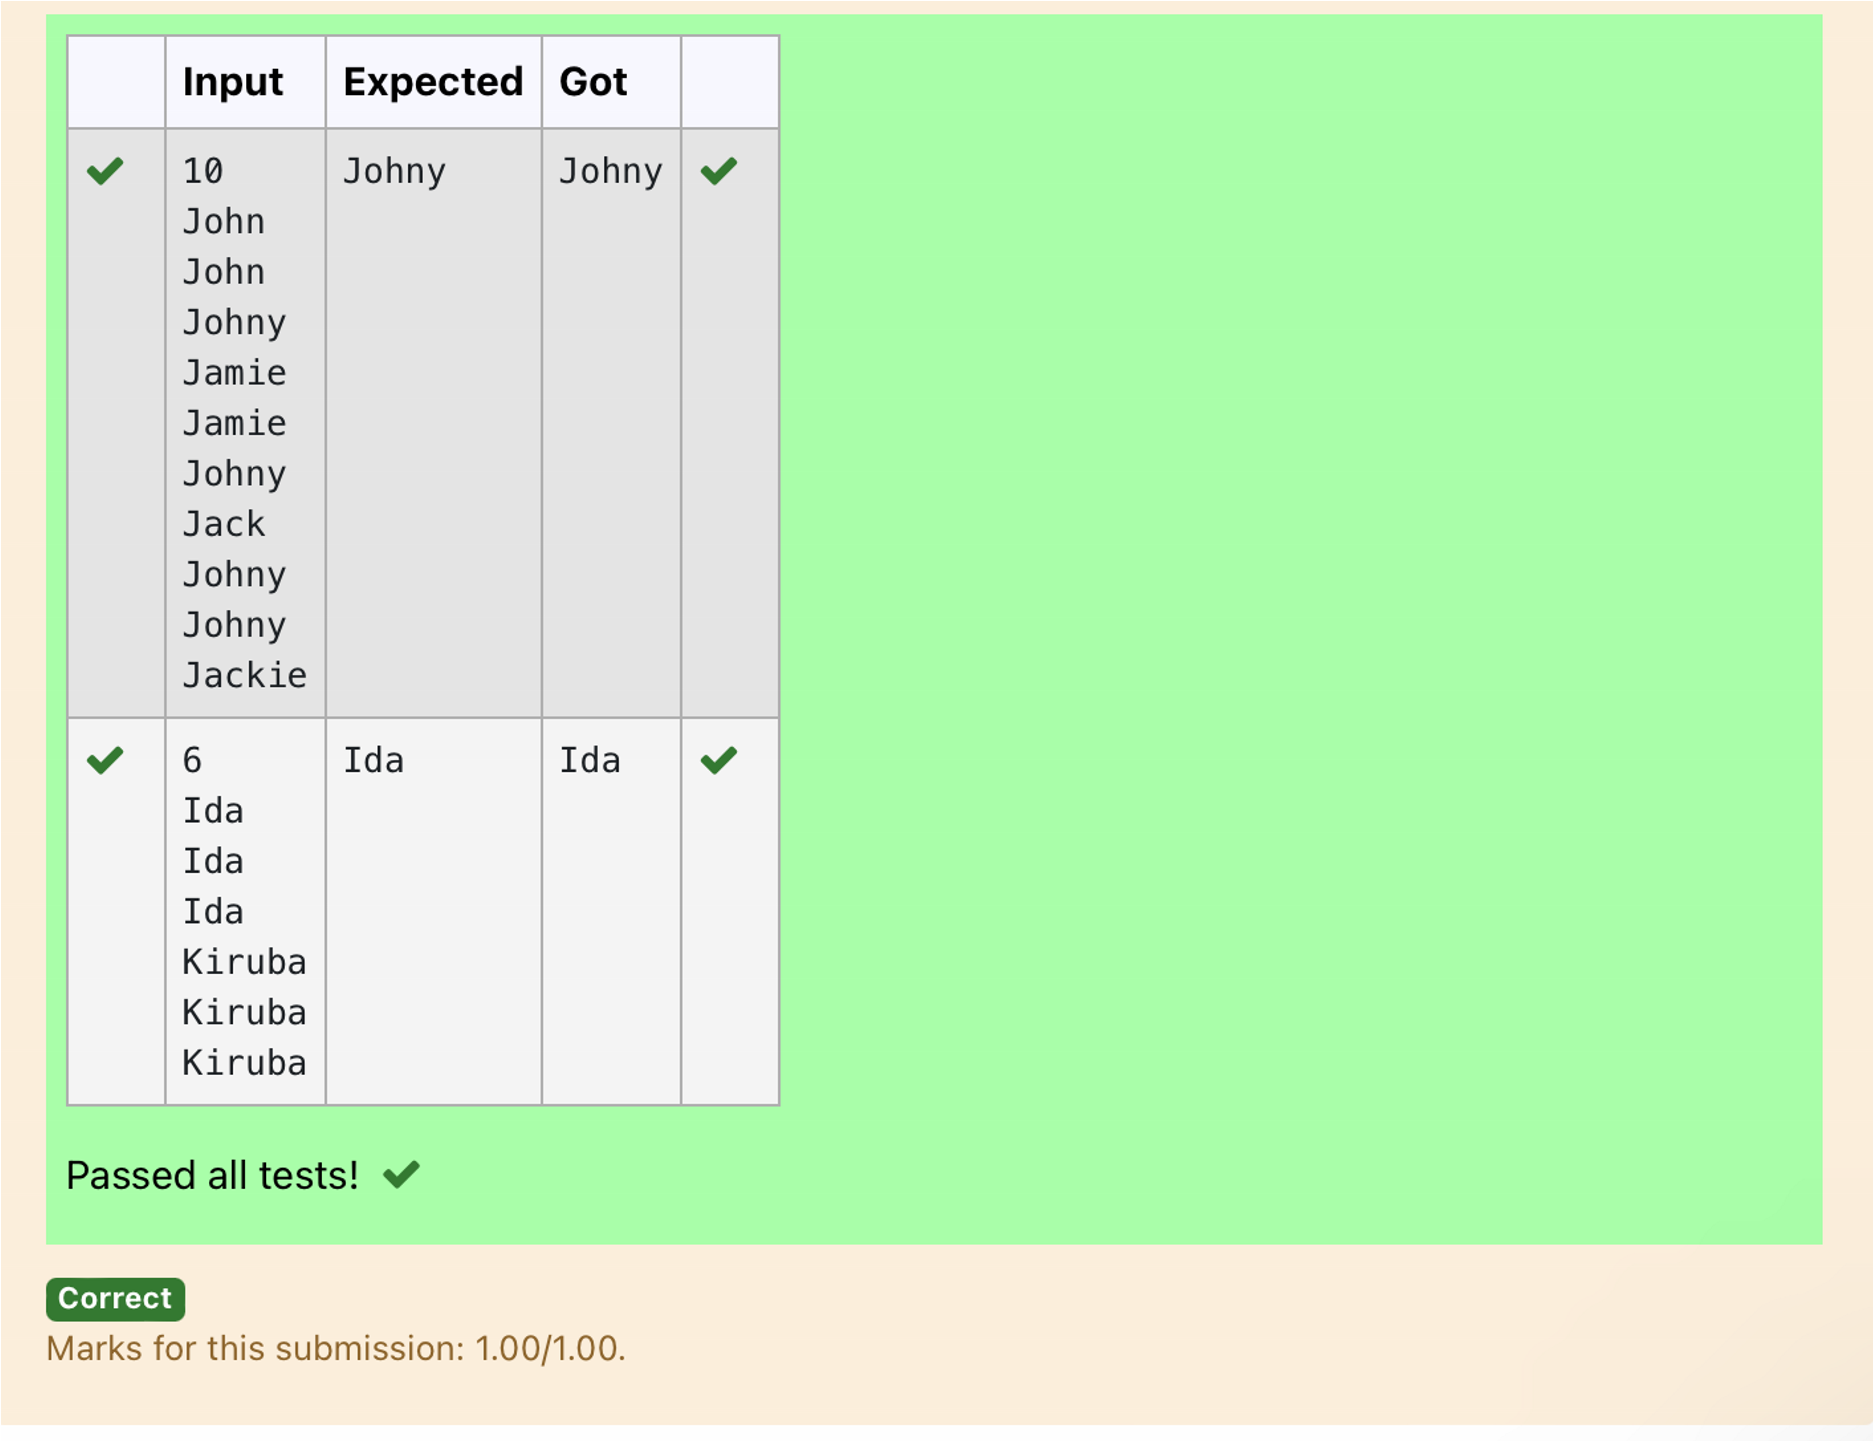 Input Expected Got
10 Johny Johny
John
John
Johny
Jamie
Jamie
Johny
Jack
Johny
Johny
Jackie
6 Ida Ida
Ida
Ida
Ida
Kiruba
Kiruba
Kiruba
Passed all tests!
Correct
Marks for this submission: 1.00/1.00.